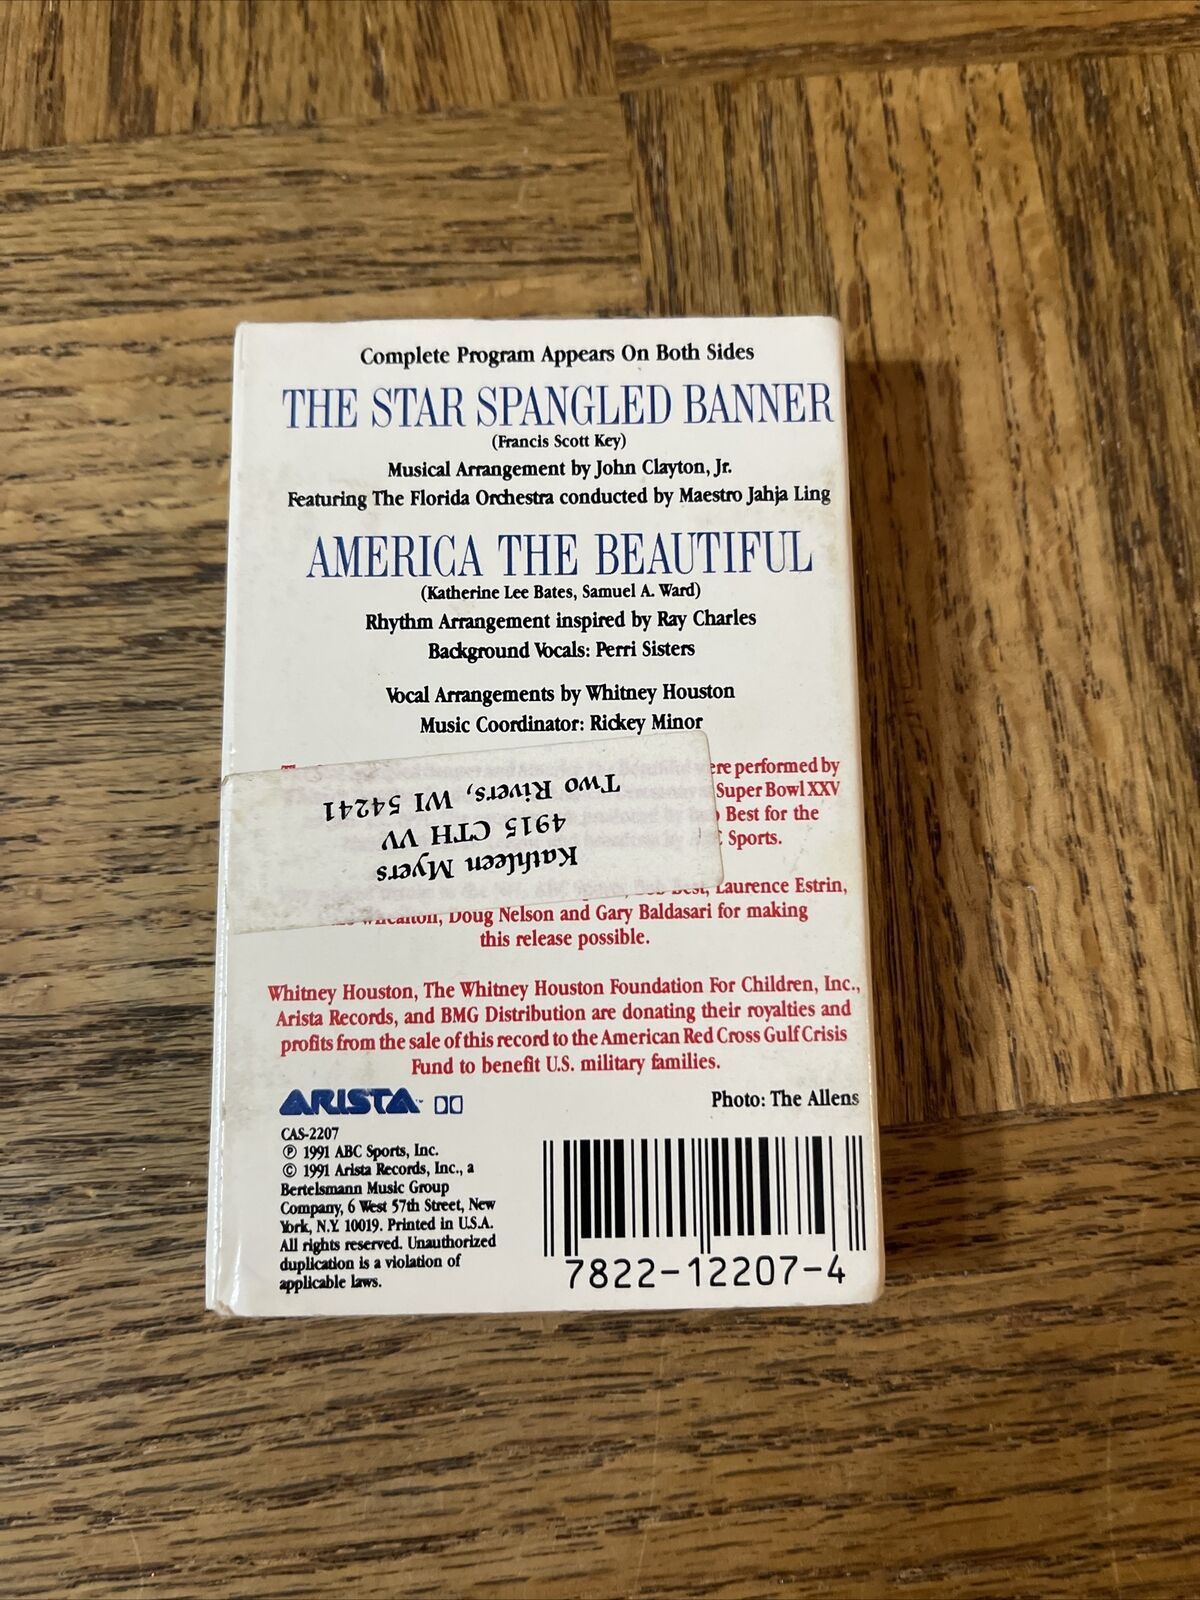 Complete Program Appears On Both Sides
THE STAR SPANGLED BANNER
(Francis Scott Key)
Musical Arrangement by John Clayton, Jr.
Featuring The Florida Orchestra conducted by Maestro Jahja Ling
AMERICA THE BEAUTIFUL
(Katherine Lee Bates, Samuel A. Ward)
Rhythm Arrangement inspired by Ray Charles
Background Vocals: Perri Sisters
Vocal Arrangements by Whitney Houston
Music Coordinator: Rickey Minor
performed by
Super Bowl XXV
Best for the
Sports.
Laurence Estrin,
Doug Nelson and Gary Baldasari for making
this release possible.
Kathleen Myers
4915 CTH VV
Two Rivers, WI 54241
Whitney Houston, The Whitney Houston Foundation For Children, Inc.,
Arista Records, and BMG Distribution are donating their royalties and
profits from the sale of this record to the American Red Cross Gulf Crisis
Fund to benefit U.S. military families.
ARISTA™
Photo: The Allens
CAS-2207
℗ 1991 ABC Sports, Inc.
© 1991 Arista Records, Inc., a
Bertelsmann Music Group
Company, 6 West 57th Street, New
York, N.Y. 10019. Printed in U.S.A.
All rights reserved. Unauthorized
duplication is a violation of
applicable laws.
7822-12207-4